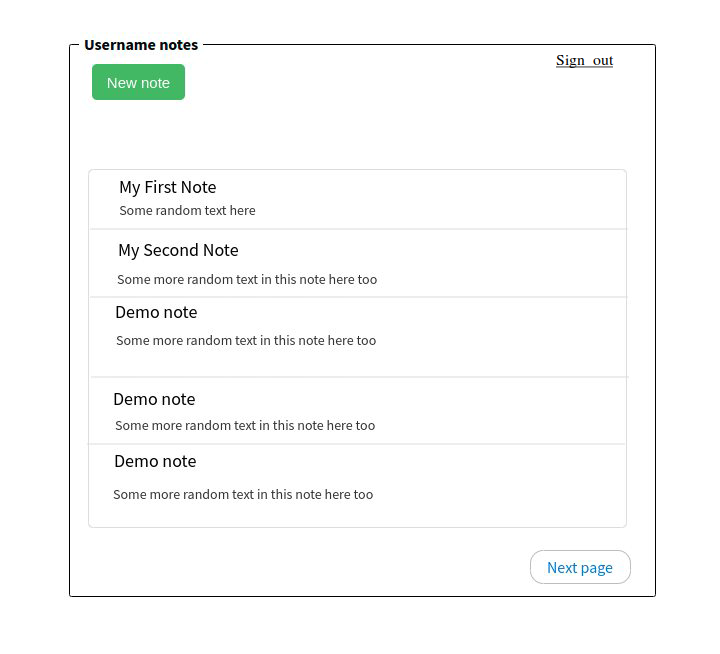 Username notes
Sign out
New note
My First Note
Some random text here
My Second Note
Some more random text in this note here too
Demo note
Some more random text in this note here too
Demo note
Some more random text in this note here too
Demo note
Some more random text in this note here too
Next page